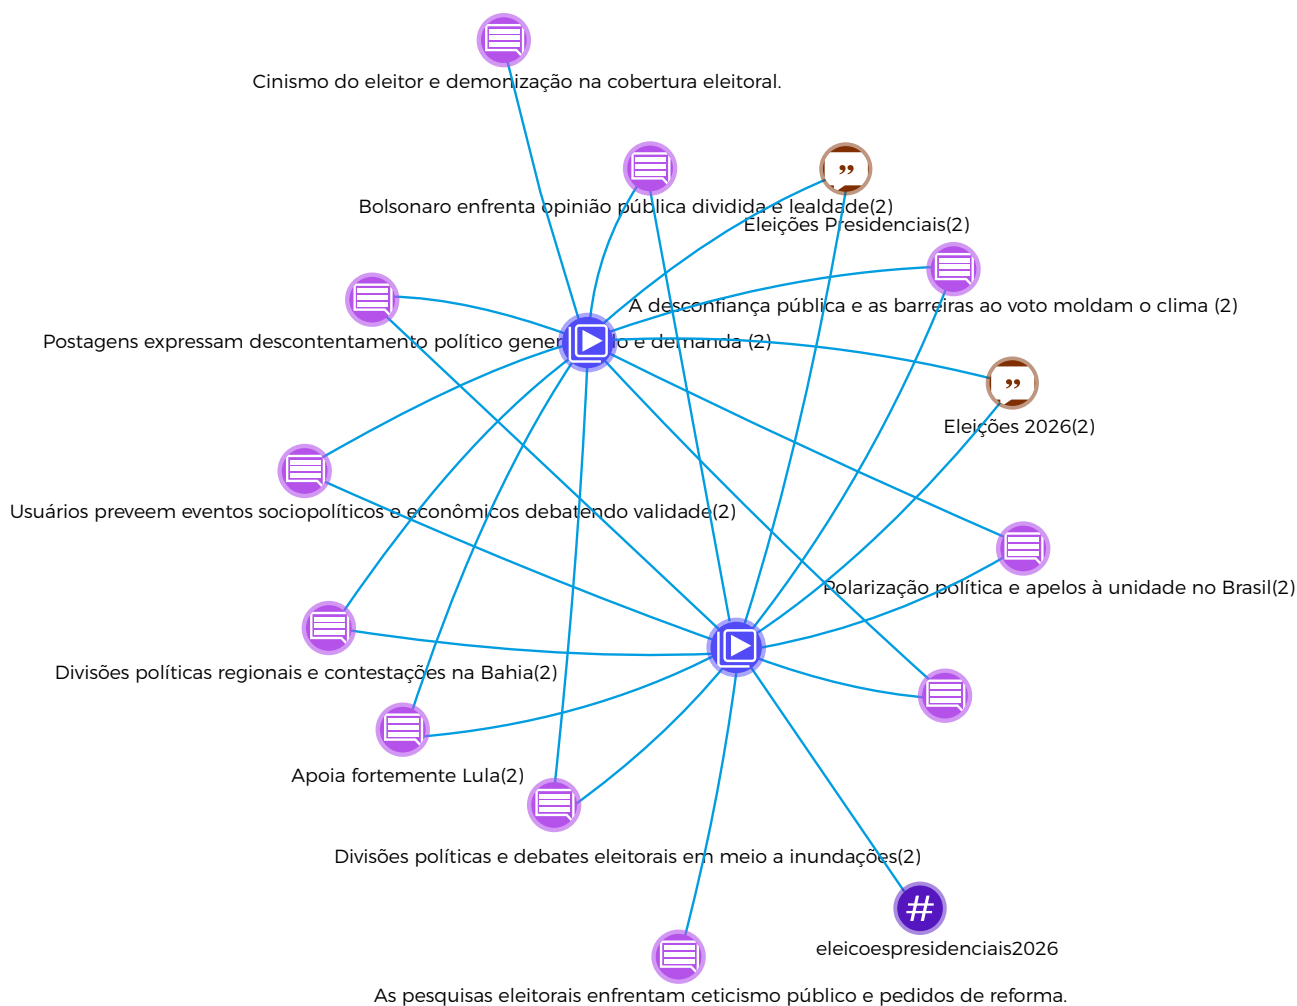 Cinismo do eleitor e demonização na cobertura eleitoral.
Bolsonaro enfrenta opinião pública dividida e lealdade(2)
Eleições Presidenciais(2)
A desconfiança pública e as barreiras ao voto moldam o clima (2)
Postagens expressam descontentamento político e demanda (2)
Eleições 2026(2)
Usuários preveem eventos sociopolíticos e econômicos debatendo validade(2)
Polarização política e apelos à unidade no Brasil(2)
Divisões políticas regionais e contestações na Bahia(2)
Apoia fortemente Lula(2)
Divisões políticas e debates eleitorais em meio a inundações(2)
#
eleicoespresidenciais2026
As pesquisas eleitorais enfrentam ceticismo público e pedidos de reforma.